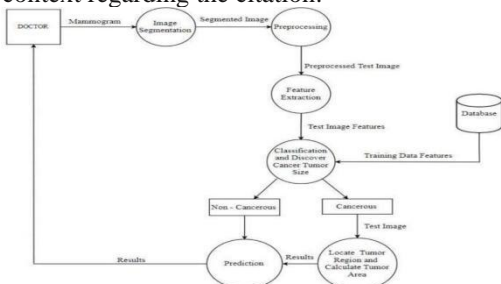 context regarding the citation.
DOCTOR
Mammogram
Image
Segmentation
Segmented Image
Preprocessing
Preprocessed Test Image
Feature
Extraction
Test Image Features
Database
Classification
and Discover
Cancer Tumor
Size
Training Data Features
Non - Cancerous
Cancerous
Test Image
Results
Prediction
Results
Locate Tumor
Region and
Calculate Tumor
Area